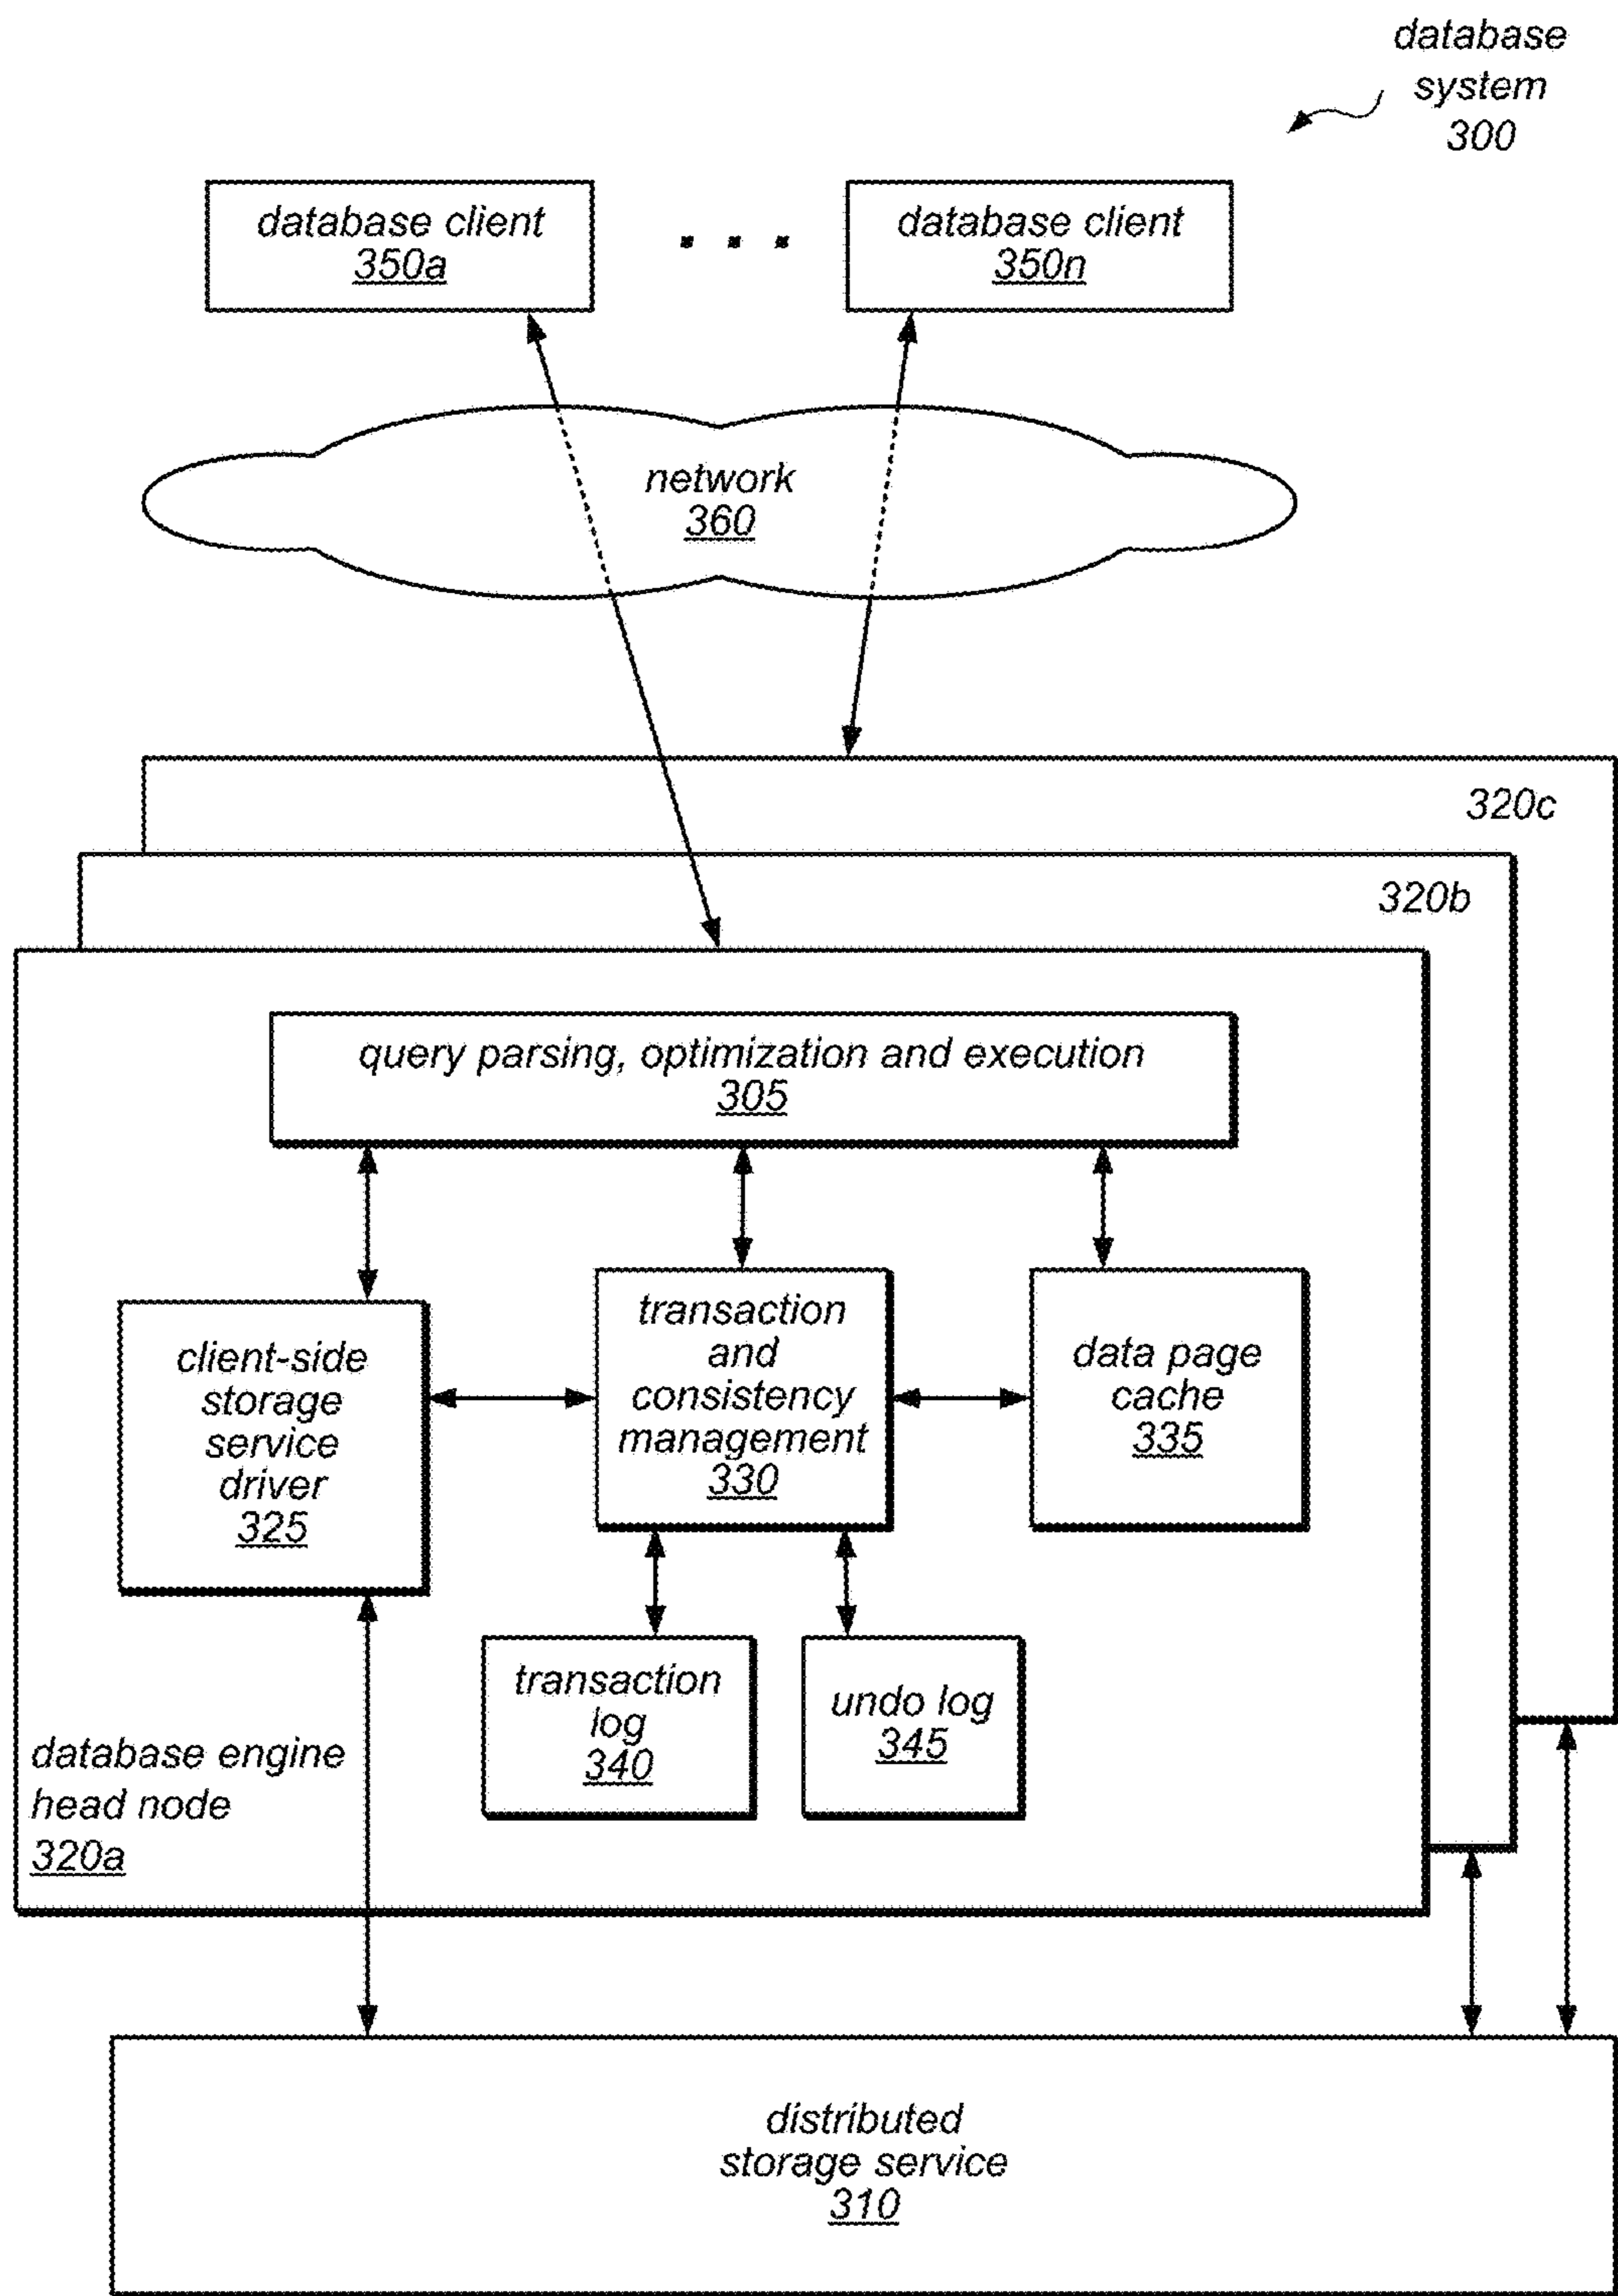 database
system
300
database client
350a
. . .
database client
350n
network
360
320c
320b
query parsing, optimization and execution
305
client-side
storage
service
driver
325
transaction
and
consistency
management
330
data page
cache
335
transaction
log
340
undo log
345
database engine
head node
320a
distributed
storage service
310